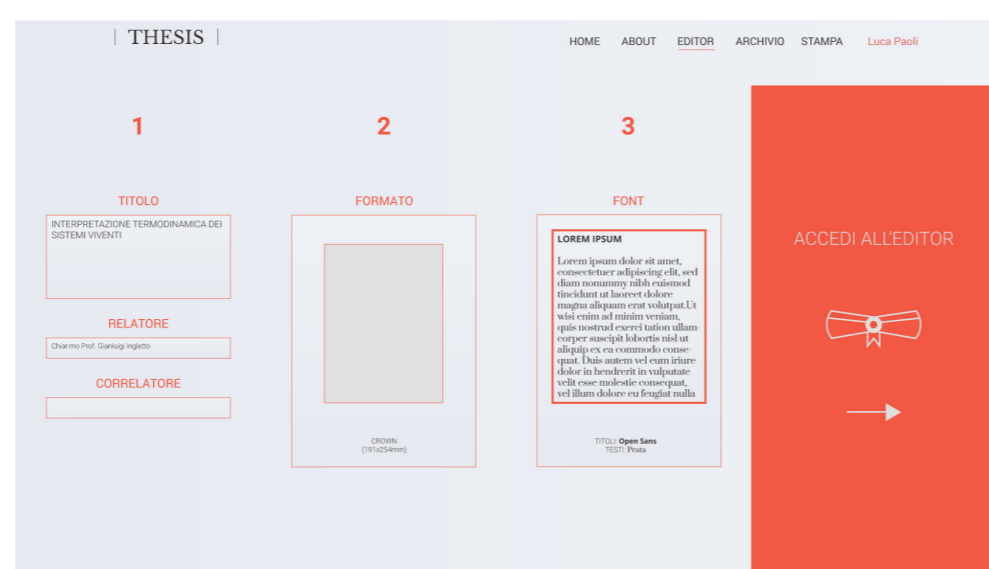 | THESIS |
HOME ABOUT EDITOR ARCHIVIO STAMPA Luca Paoli
1
TITOLO
INTERPRETAZIONE TERMODINAMICA DEI
SISTEMI VIVENTI
RELATORE
Chiar.mo Prof. Gianluigi Ingletto
CORRELATORE
2
FORMATO
CROWN
(191x254mm)
3
FONT
LOREM IPSUM
Lorem ipsum dolor sit amet,
consectetuer adipiscing elit, sed
diam nonummy nibh euismod
tincidunt ut laoreet dolore
magna aliquam erat volutpat.Ut
wisi enim ad minim veniam,
quis nostrud exerci tation ullam-
corper suscipit lobortis nisl ut
aliquip ex ea commodo conse-
quat. Duis autem vel eum iriure
dolor in hendrerit in vulputate
velit esse molestie consequat,
vel illum dolore eu feugiat nulla
TITOLI: Open Sans
TESTI: Prata
ACCEDI ALL'EDITOR